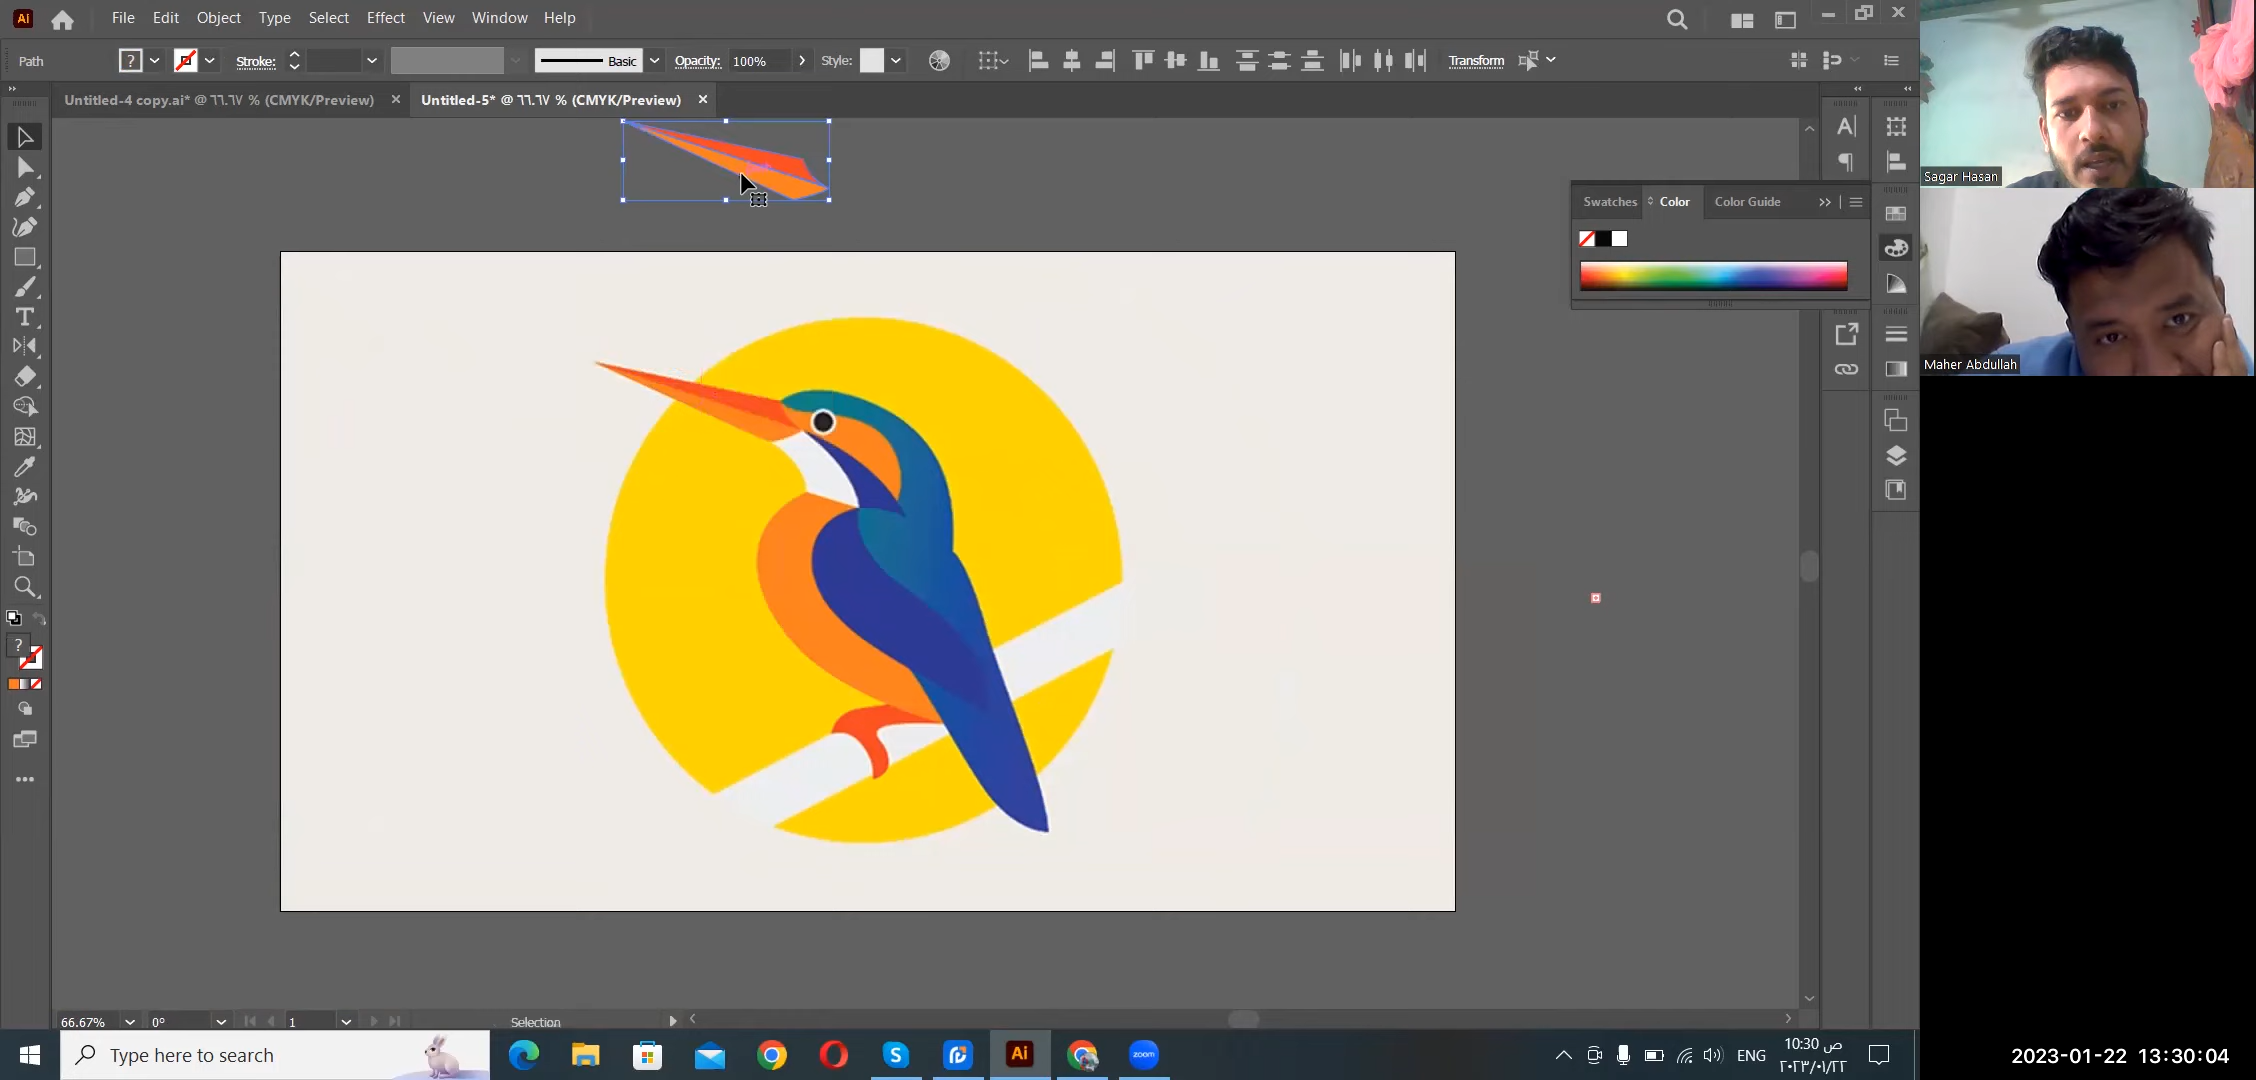 Ai File Edit Object Type Select Effect View Window Help
Path ? Stroke: Basic Opacity: 100% Style: Transform
Untitled-4 copy.ai* @ ٦٦.٦٧ % (CMYK/Preview) Untitled-5* @ ٦٦.٦٧ % (CMYK/Preview)
Swatches Color Color Guide
Sagar Hasan
Maher Abdullah
?
66.67% 0° 1 Selection
Type here to search
Ai
zoom
ENG
10:30 ص
٢٠٢٣/٠١/٢٢
2023-01-22 13:30:04